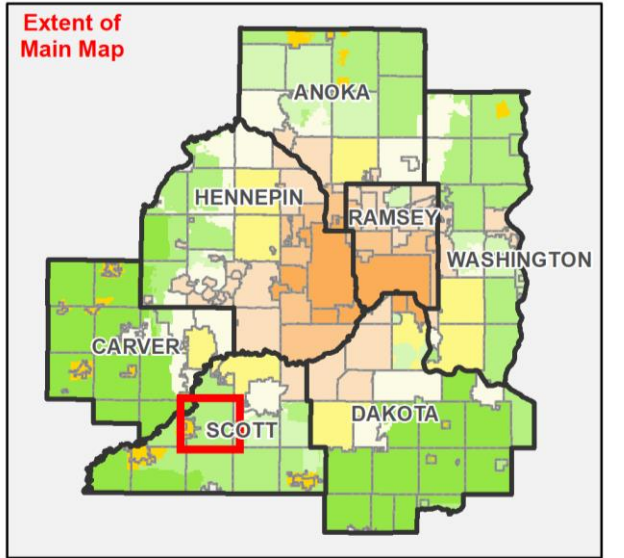 Extent of
Main Map
ANOKA
HENNEPIN
RAMSEY
WASHINGTON
CARVER
SCOTT
DAKOTA